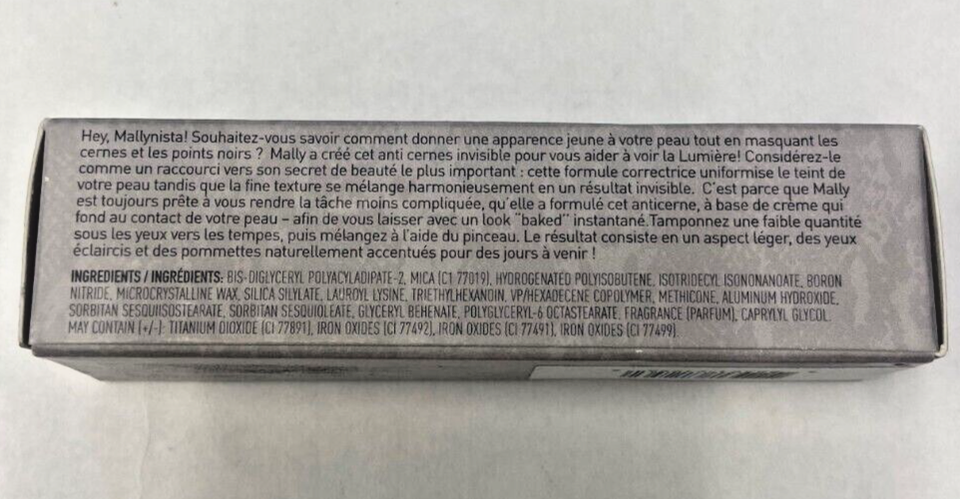 Hey, Mallynista! Souhaitez-vous savoir comment donner une apparence jeune à votre peau tout en masquant les
cernes et les points noirs ? Mally a créé cet anti cernes invisible pour vous aider à voir la Lumière! Considérez-le
comme un raccourci vers son secret de beauté le plus important : cette formule correctrice uniformise le teint de
votre peau tandis que la fine texture se mélange harmonieusement en un résultat invisible. C'est parce que Mally
est toujours prête à vous rendre la tâche moins compliquée, qu'elle a formulé cet anticerne, à base de crème qui
fond au contact de votre peau – afin de vous laisser avec un look "baked" instantané.Tamponnez une faible quantité
sous les yeux vers les tempes, puis mélangez à l'aide du pinceau. Le résultat consiste en un aspect léger, des yeux
éclaircis et des pommettes naturellement accentués pour des jours à venir !
INGREDIENTS / INGRÉDIENTS: BIS-DIGLYCERYL POLYACYLADIPATE-2, MICA (CI 77019), HYDROGENATED POLYISOBUTENE, ISOTRIDECYL ISONONANOATE, BORON
NITRIDE, MICROCRYSTALLINE WAX, SILICA SILYLATE, LAUROYL LYSINE, TRIETHYLHEXANOIN, VP/HEXADECENE COPOLYMER, METHICONE, ALUMINUM HYDROXIDE,
SORBITAN SESQUIISOSTEARATE, SORBITAN SESQUIOLEATE, GLYCERYL BEHENATE, POLYGLYCERYL-6 OCTASTEARATE, FRAGRANCE (PARFUM), CAPRYLYL GLYCOL.
MAY CONTAIN (+/-): TITANIUM DIOXIDE (CI 77891), IRON OXIDES (CI 77492), IRON OXIDES (CI 77491), IRON OXIDES (CI 77499).